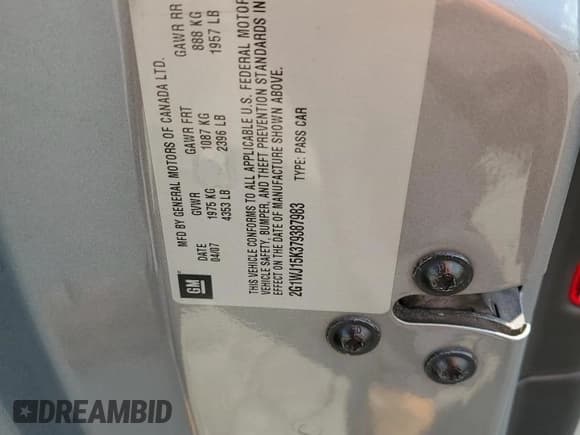 MFD BY GENERAL MOTORS OF CANADA LTD.
DATE GVWR GAWR FRT GAWR RR
04/07 1975 KG 1087 KG 888 KG
4353 LB 2396 LB 1957 LB
THIS VEHICLE CONFORMS TO ALL APPLICABLE U.S. FEDERAL MOTOR
VEHICLE SAFETY, BUMPER, AND THEFT PREVENTION STANDARDS IN
EFFECT ON THE DATE OF MANUFACTURE SHOWN ABOVE.
2G1WJ15K379387983 TYPE: PASS CAR
GM
DREAMBID